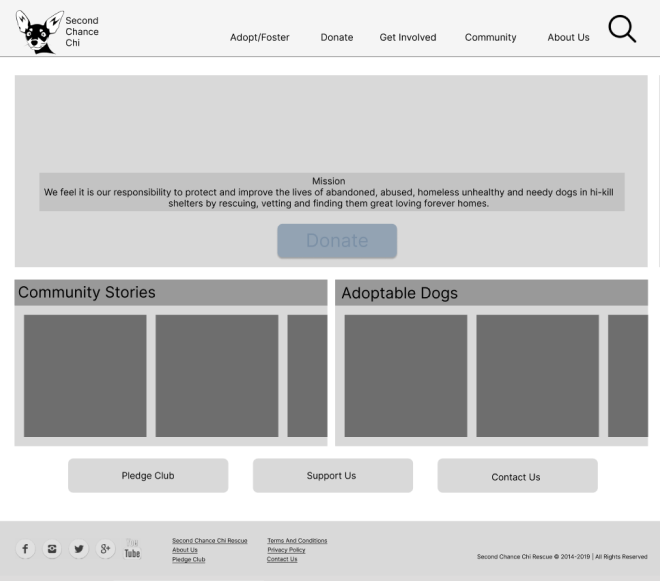 Second
Chance
Chi
Adopt/Foster
Donate
Get Involved
Community
About Us
Mission
We feel it is our responsibility to protect and improve the lives of abandoned, abused, homeless unhealthy and needy dogs in hi-kill
shelters by rescuing, vetting and finding them great loving forever homes.
Donate
Community Stories
Adoptable Dogs
Pledge Club
Support Us
Contact Us
f
8+
You
Tube
Second Chance Chi Rescue
About Us
Pledge Club
Terms And Conditions
Privacy Policy
Contact Us
Second Chance Chi Rescue © 2014-2019 | All Rights Reserved